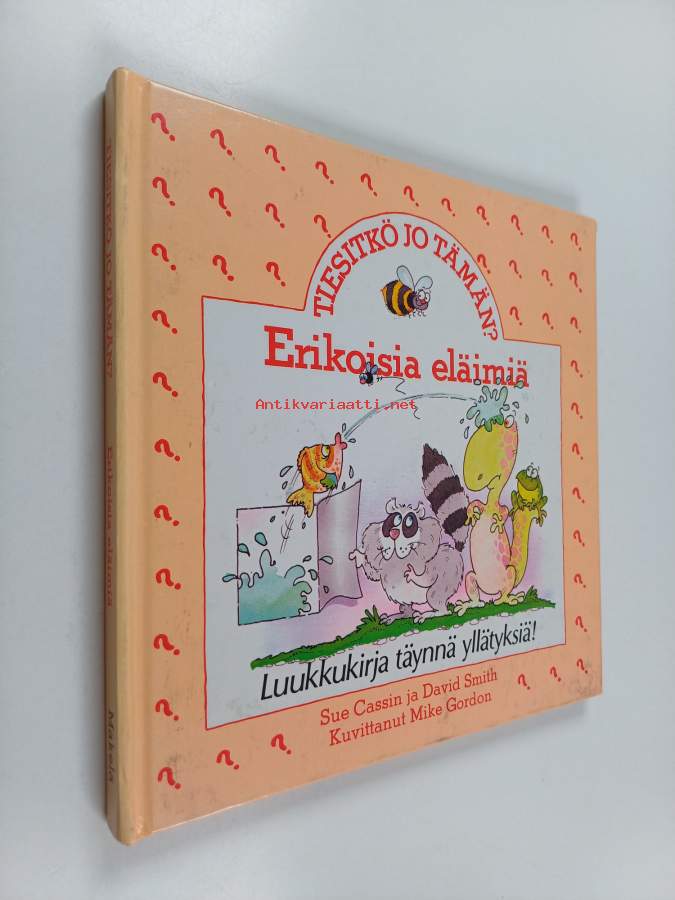 TIESITKÖ JO TÄMÄN?
Erikoisia eläimiä
Antikvariaatti.net
Luukkukirja täynnä yllätyksiä!
Sue Cassin ja David Smith
Kuvittanut Mike Gordon
TIESITKÖ JO TÄMÄN? Erikoisia eläimiä Mäkelä